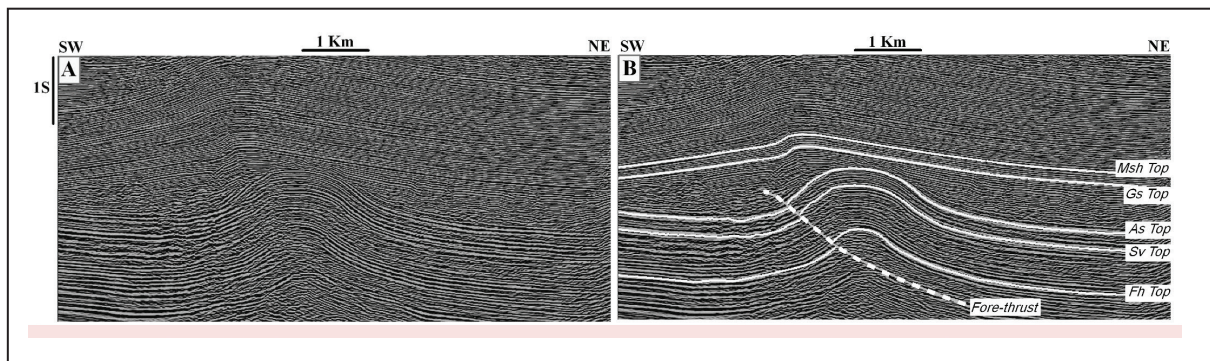 SW
1 Km
NE
A
1S
SW
1 Km
NE
B
Msh Top
Gs Top
As Top
Sv Top
Fh Top
Fore-thrust